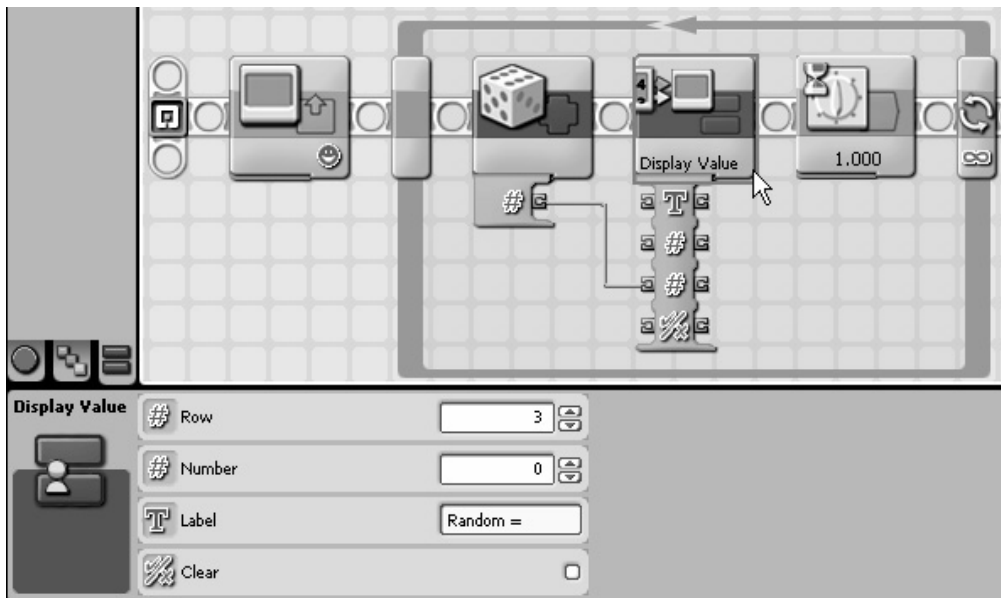 Display Value
1.000
Display Value
Row
3
Number
0
Label
Random =
Clear